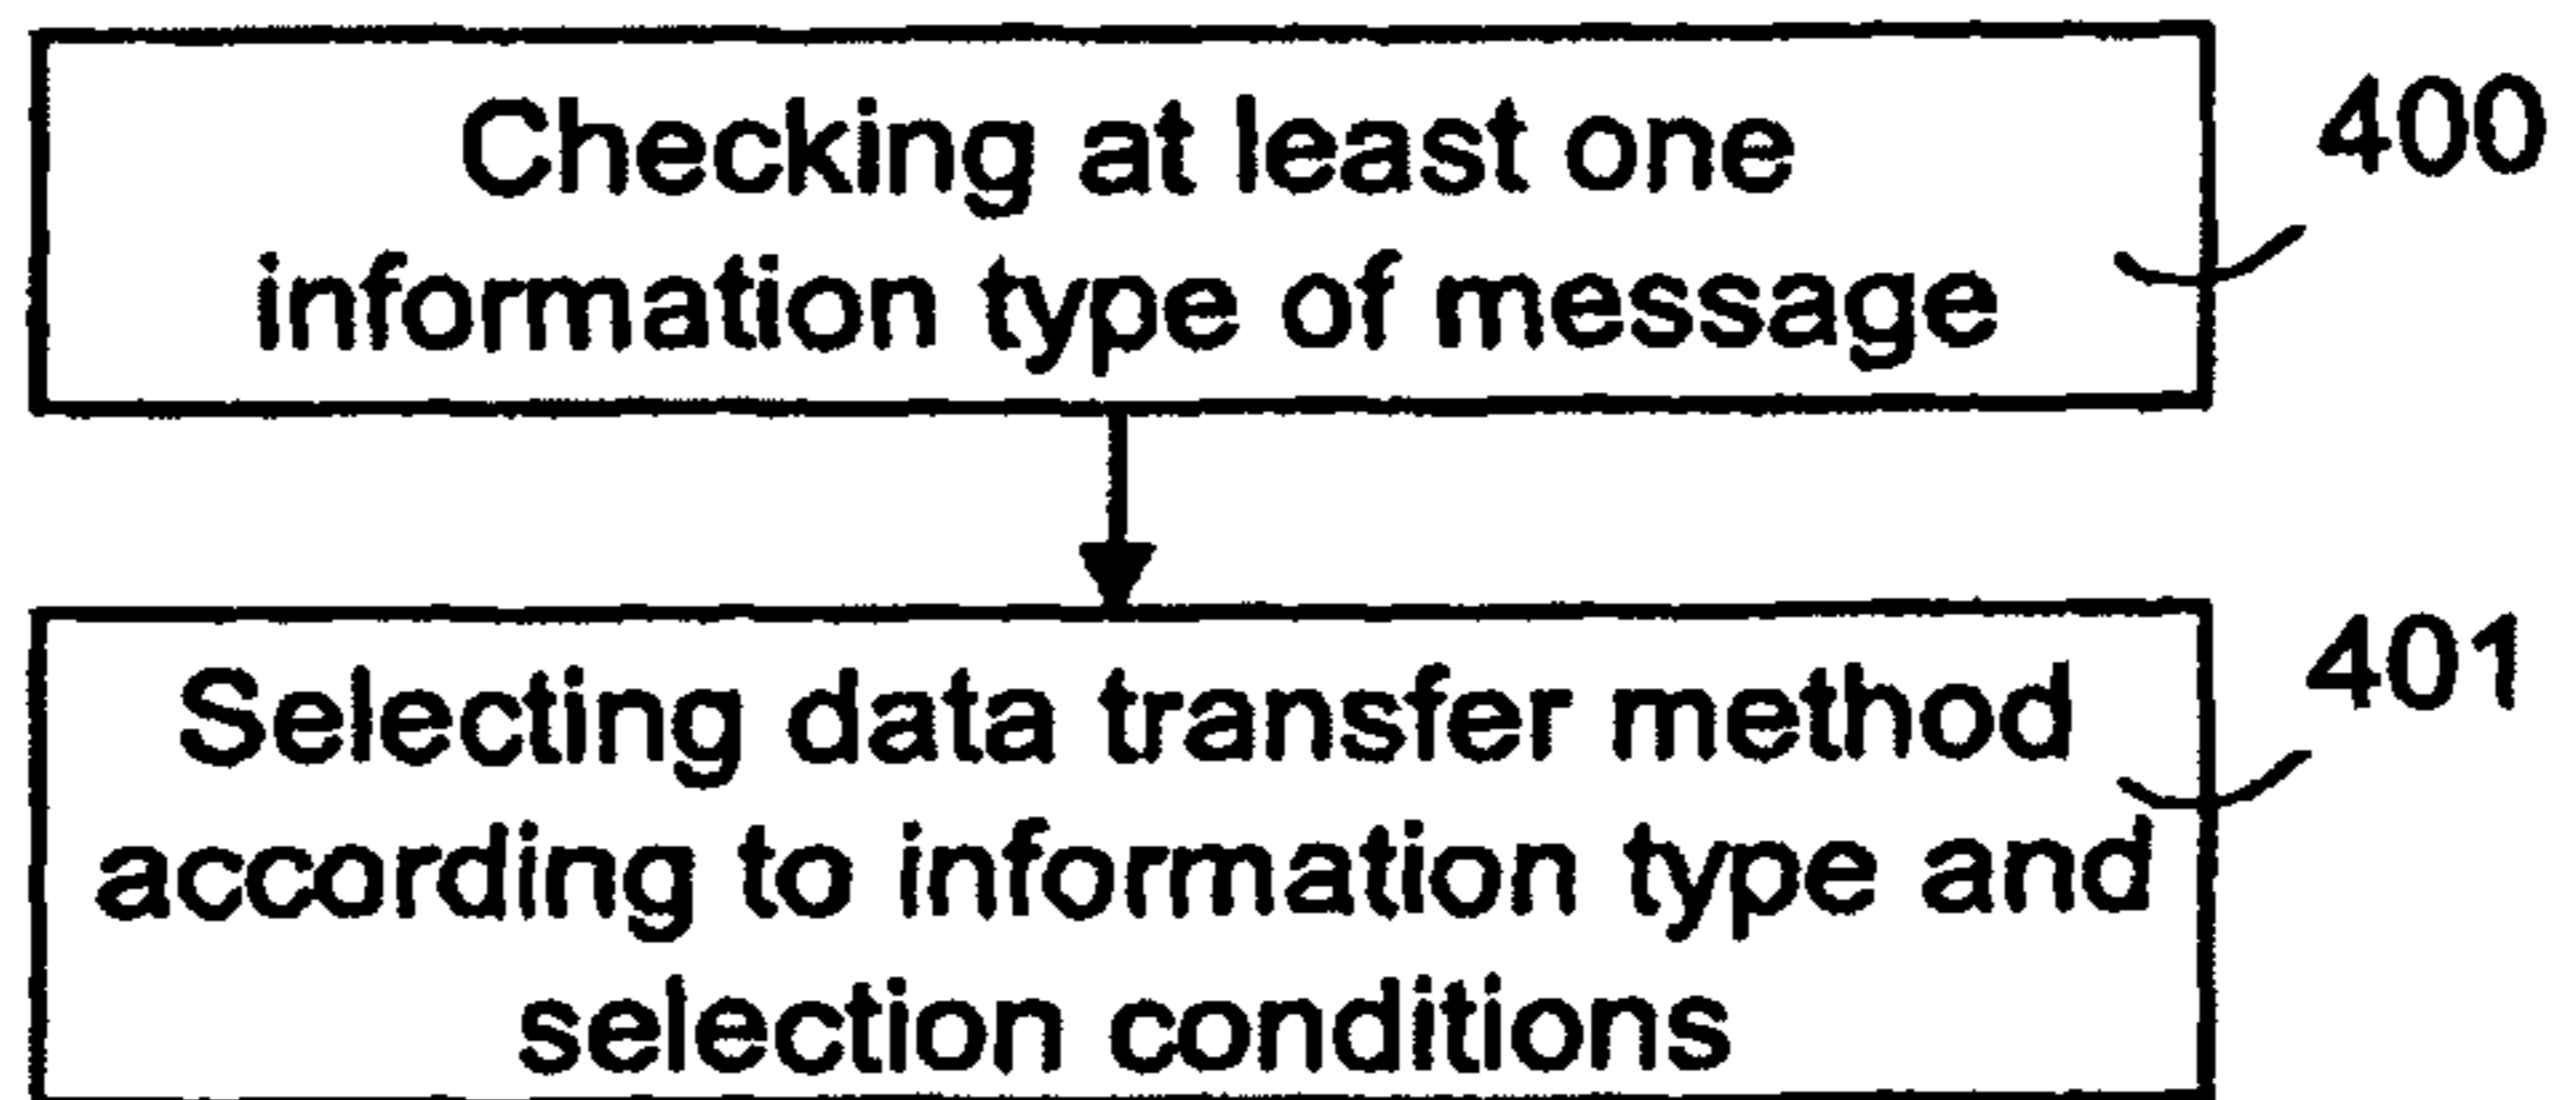 Checking at least one
information type of message
400
Selecting data transfer method
according to information type and
selection conditions
401